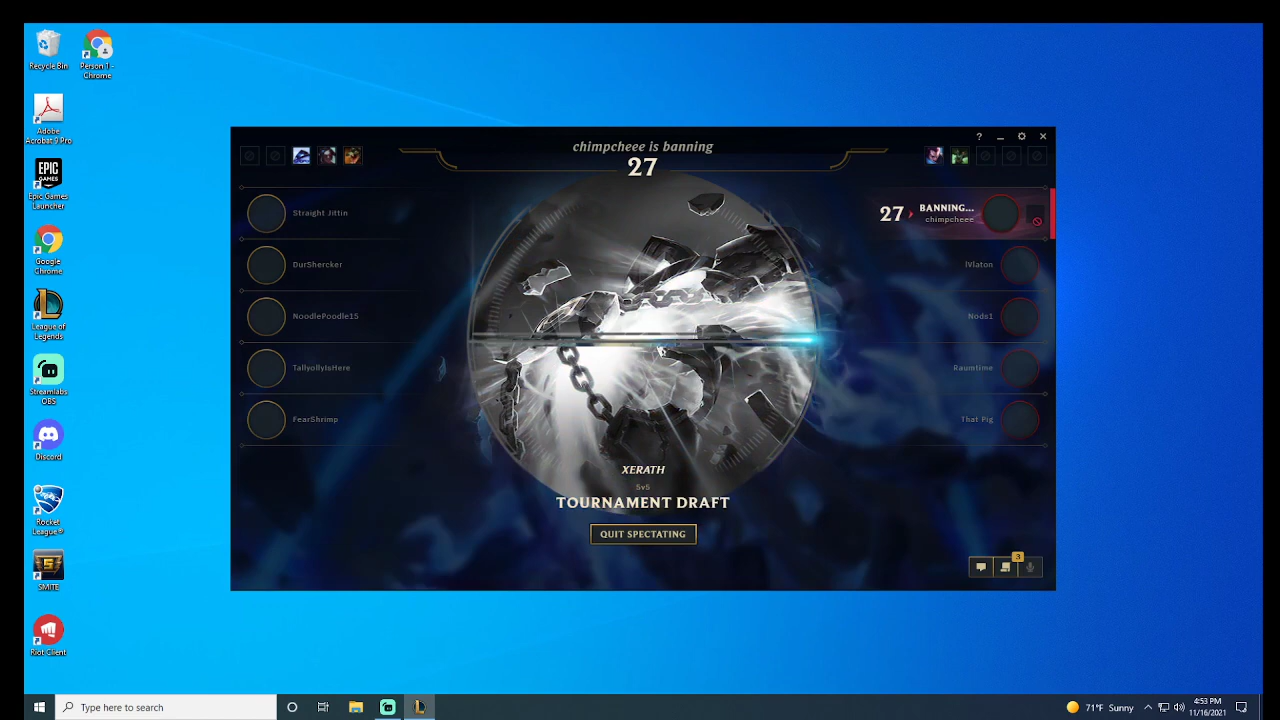 Recycle Bin
Person 1 -
Chrome
Adobe
Acrobat 9 Pro
EPIC
GAMES
Epic Games
Launcher
Google
Chrome
League of
Legends
Streamlabs
OBS
Discord
Rocket
League®
SMITE
Riot Client
?
chimpcheee is banning
27
Straight Jittin
DurShercker
NoodlePoodle15
TallyollyIsHere
FearShrimp
27
BANNING...
chimpcheee
lVlaton
Nods1
Raumtime
That Pig
XERATH
5v5
TOURNAMENT DRAFT
QUIT SPECTATING
3
Type here to search
71°F Sunny
4:53 PM
11/16/2021